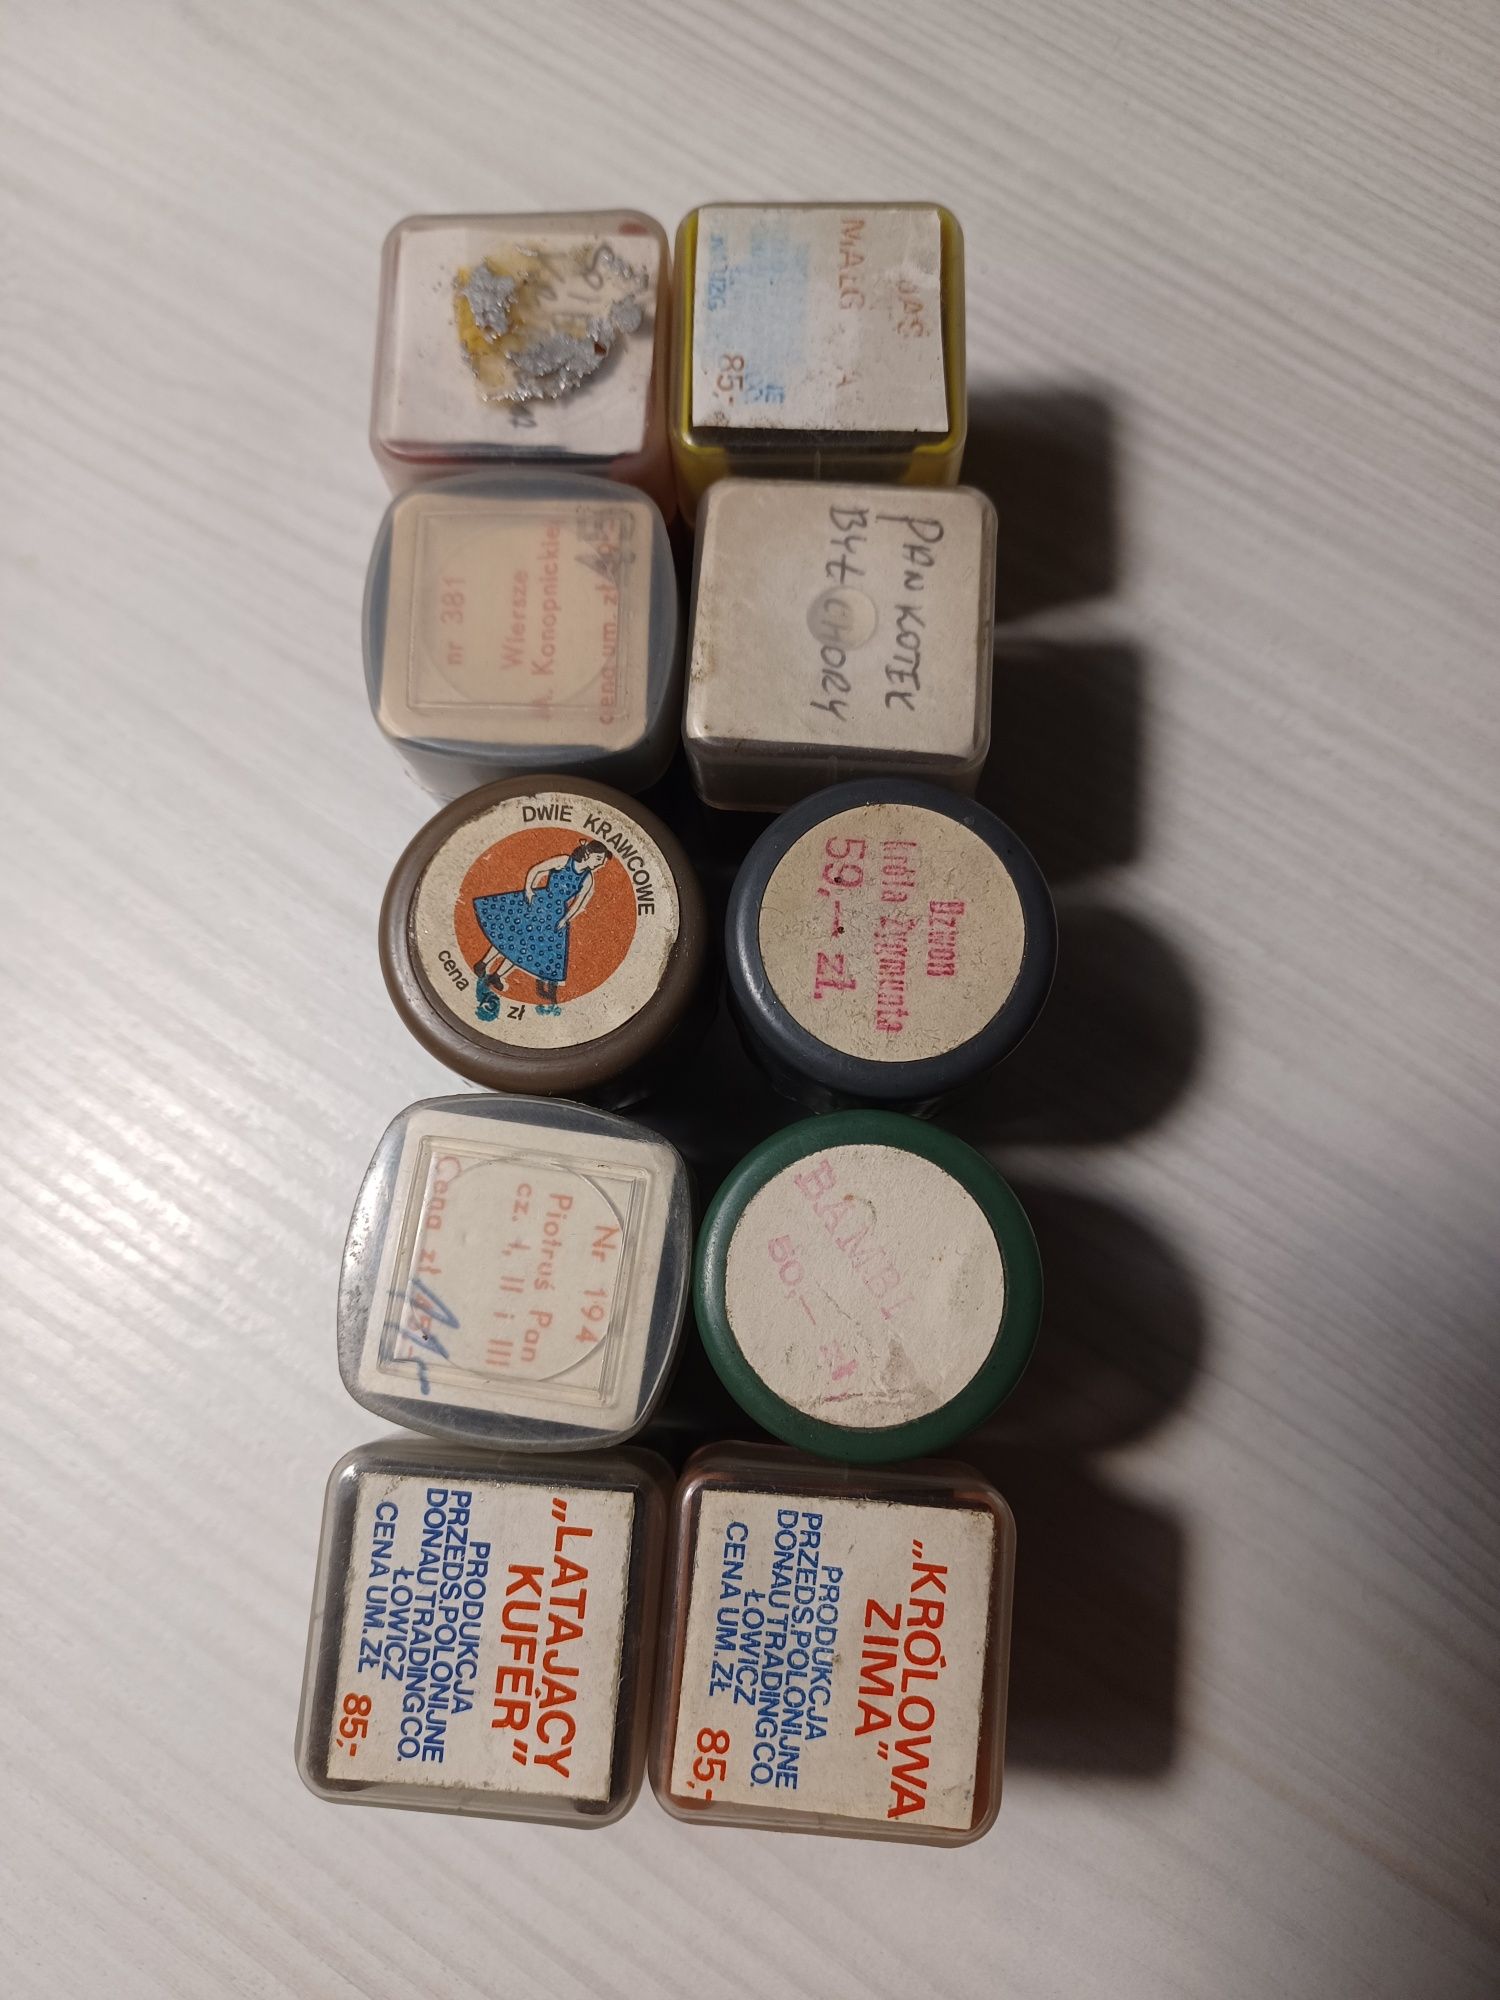 MAŁG
85,-
nr 381
Wiersze
M. Konopnickiej
cena um. zł
PAN KOTEK
BYŁ CHORY
DWIE KRAWCOWE
cena 45 zł
Dzwon
króla Zygmunta
59,- zł.
Nr 194
Piotruś Pan
cz. I, II i III
Cena zł 45,-
BAMBI
50,-
„LATAJĄCY
KUFER”
PRODUKCJA
PRZEDS.POLONIJNE
DONAU TRADING CO.
ŁOWICZ
CENA UM. ZŁ 85,-
„KRÓLOWA
ZIMA”
PRODUKCJA
PRZEDS.POLONIJNE
DONAU TRADING CO.
ŁOWICZ
CENA UM. ZŁ 85,-